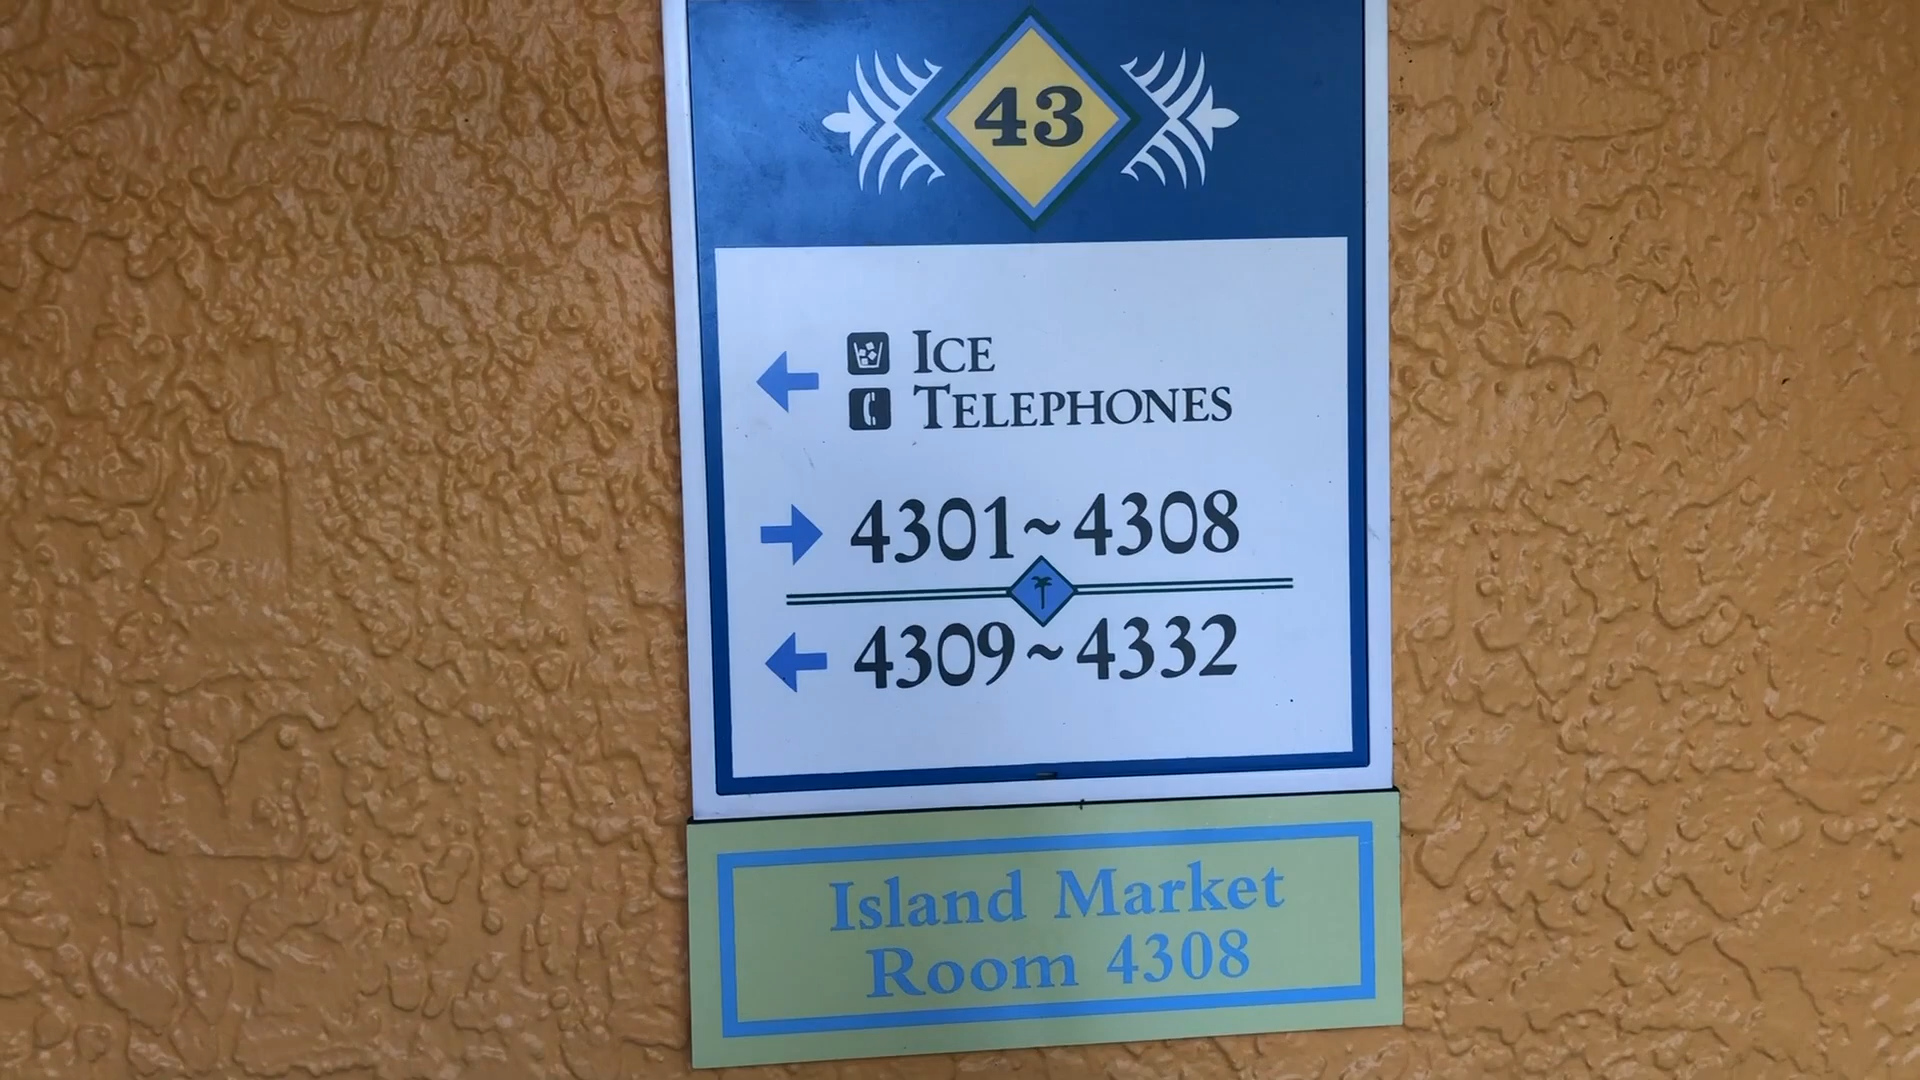 43
ICE
TELEPHONES
4301~4308
4309~4332
Island Market
Room 4308